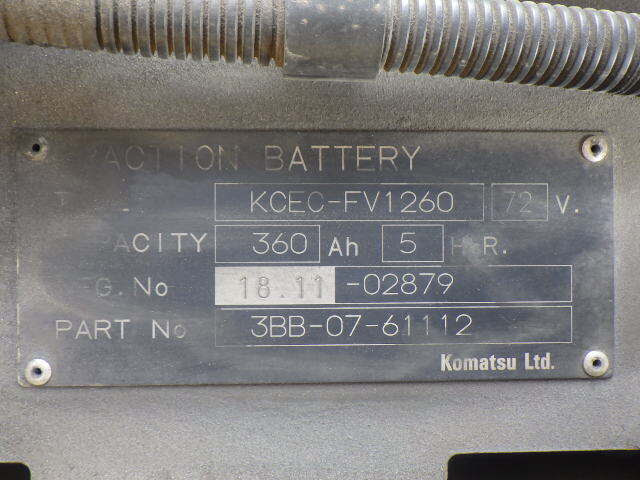 ACTION BATTERY
T KCEC-FV1260 72 V.
PACITY 360 Ah 5 H.R.
G.No 18.11 -02879
PART No 3BB-07-61112
Komatsu Ltd.